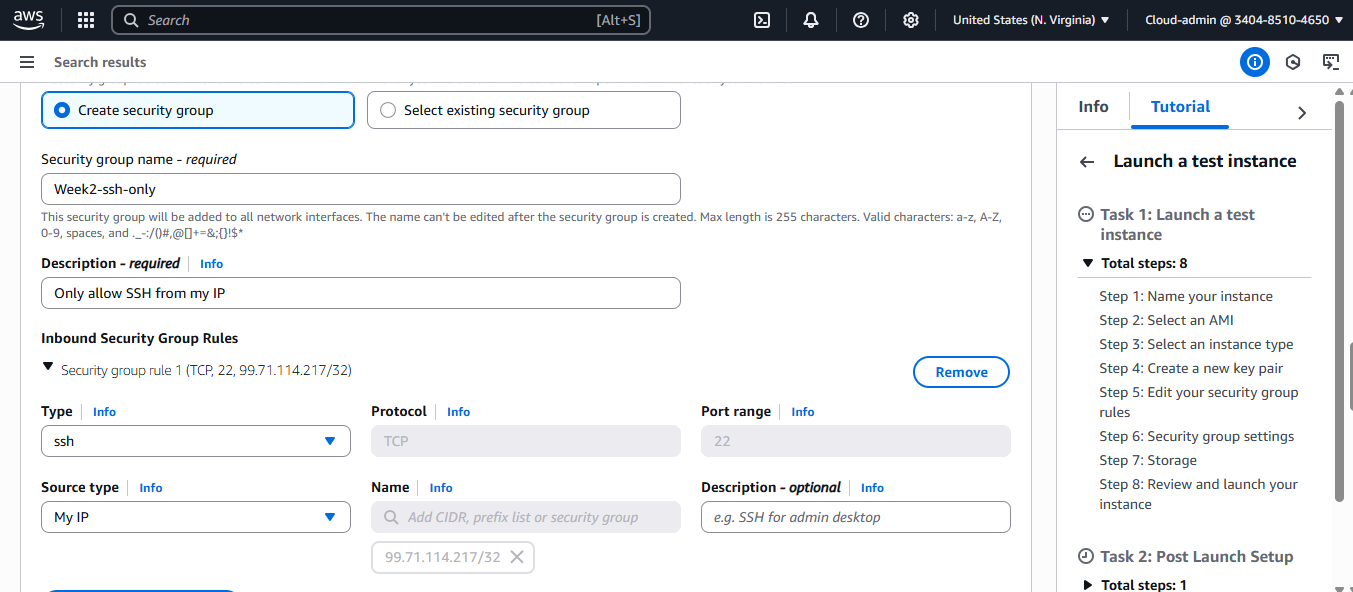 aws
Search [Alt+S]
United States (N. Virginia)
Cloud-admin @ 3404-8510-4650
Search results
Create security group
Select existing security group
Security group name - required
Week2-ssh-only
This security group will be added to all network interfaces. The name can't be edited after the security group is created. Max length is 255 characters. Valid characters: a-z, A-Z,
0-9, spaces, and ._-:/()#,@[]+=&;{}!$*
Description - required Info
Only allow SSH from my IP
Inbound Security Group Rules
Security group rule 1 (TCP, 22, 99.71.114.217/32)
Remove
Type Info
Protocol Info
Port range Info
ssh
TCP
22
Source type Info
Name Info
Description - optional Info
My IP
Add CIDR, prefix list or security group
e.g. SSH for admin desktop
99.71.114.217/32
Info
Tutorial
Launch a test instance
Task 1: Launch a test
instance
Total steps: 8
Step 1: Name your instance
Step 2: Select an AMI
Step 3: Select an instance type
Step 4: Create a new key pair
Step 5: Edit your security group
rules
Step 6: Security group settings
Step 7: Storage
Step 8: Review and launch your
instance
Task 2: Post Launch Setup
Total steps: 1